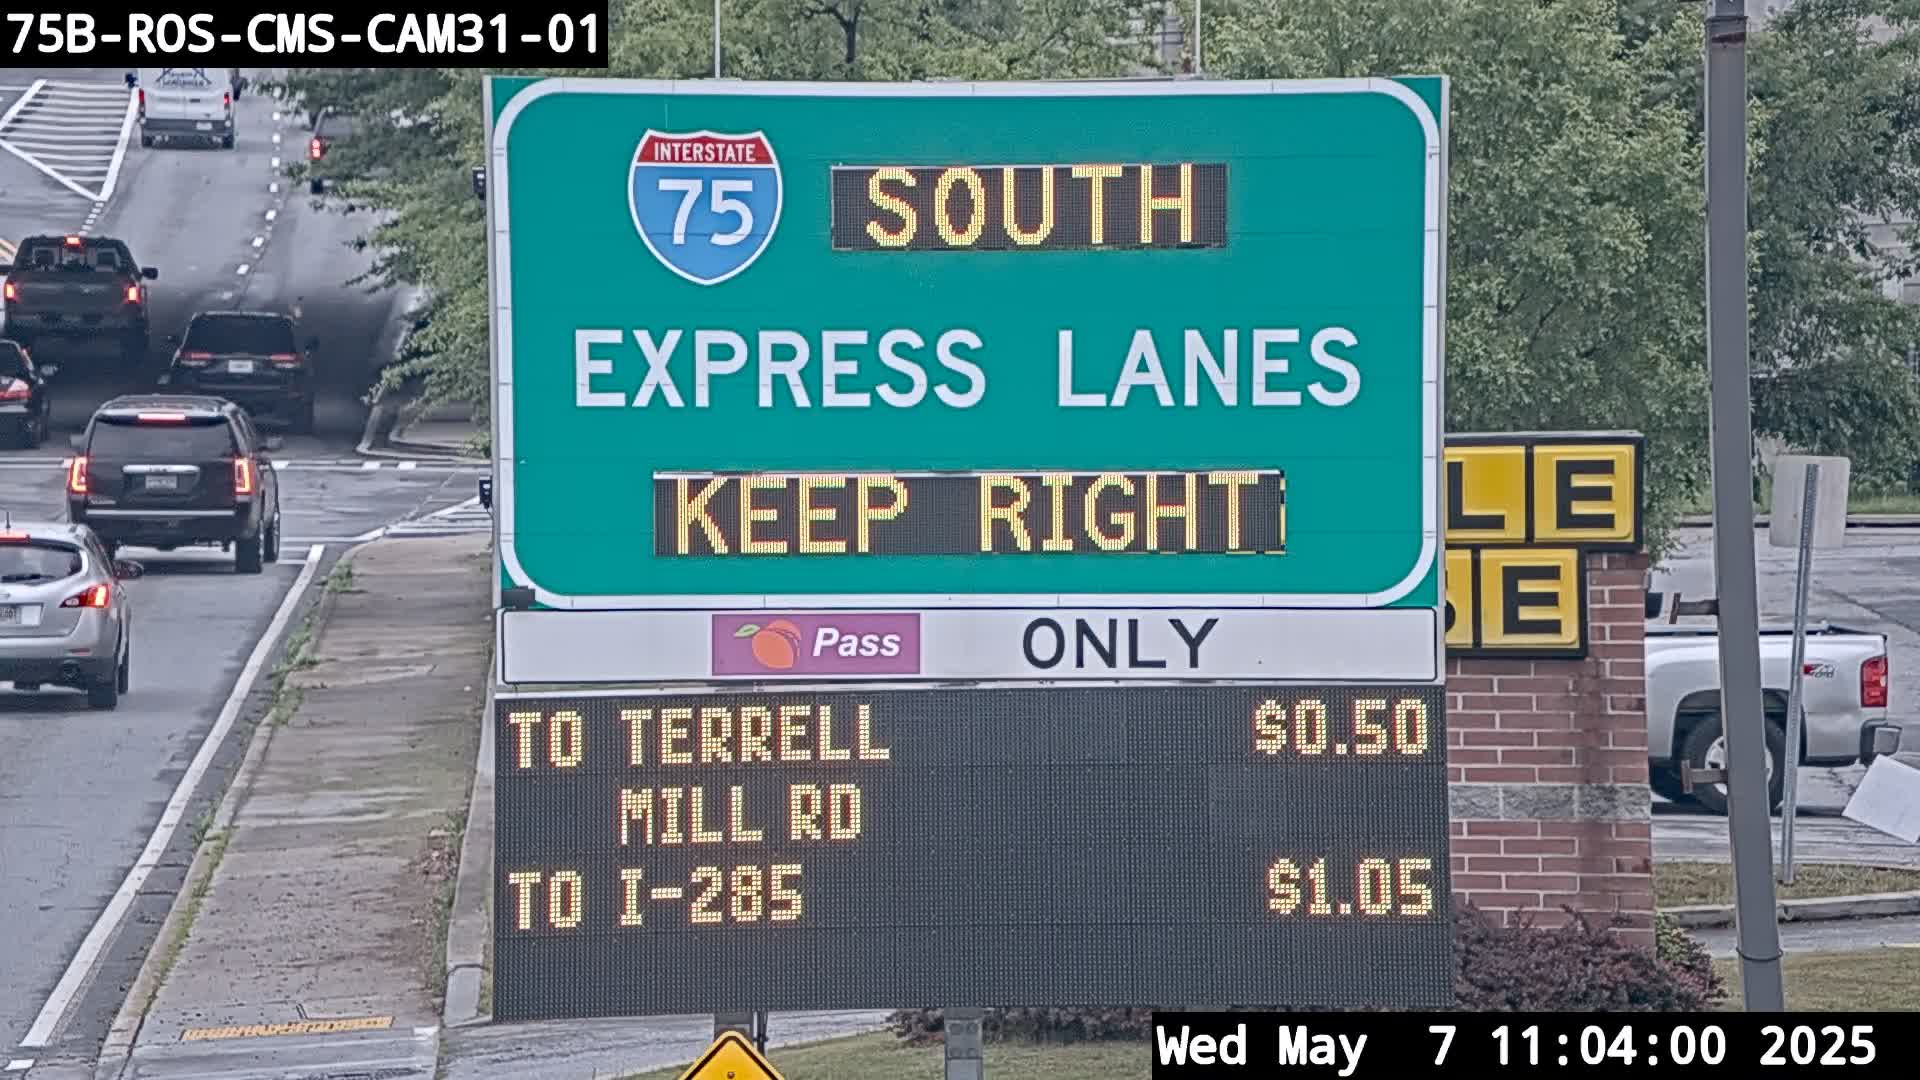 75B-ROS-CMS-CAM31-01
INTERSTATE
75
SOUTH
EXPRESS LANES
KEEP RIGHT
Pass
ONLY
TO TERRELL $0.50
MILL RD
TO I-285 $1.05
LE
E
Wed May 7 11:04:00 2025